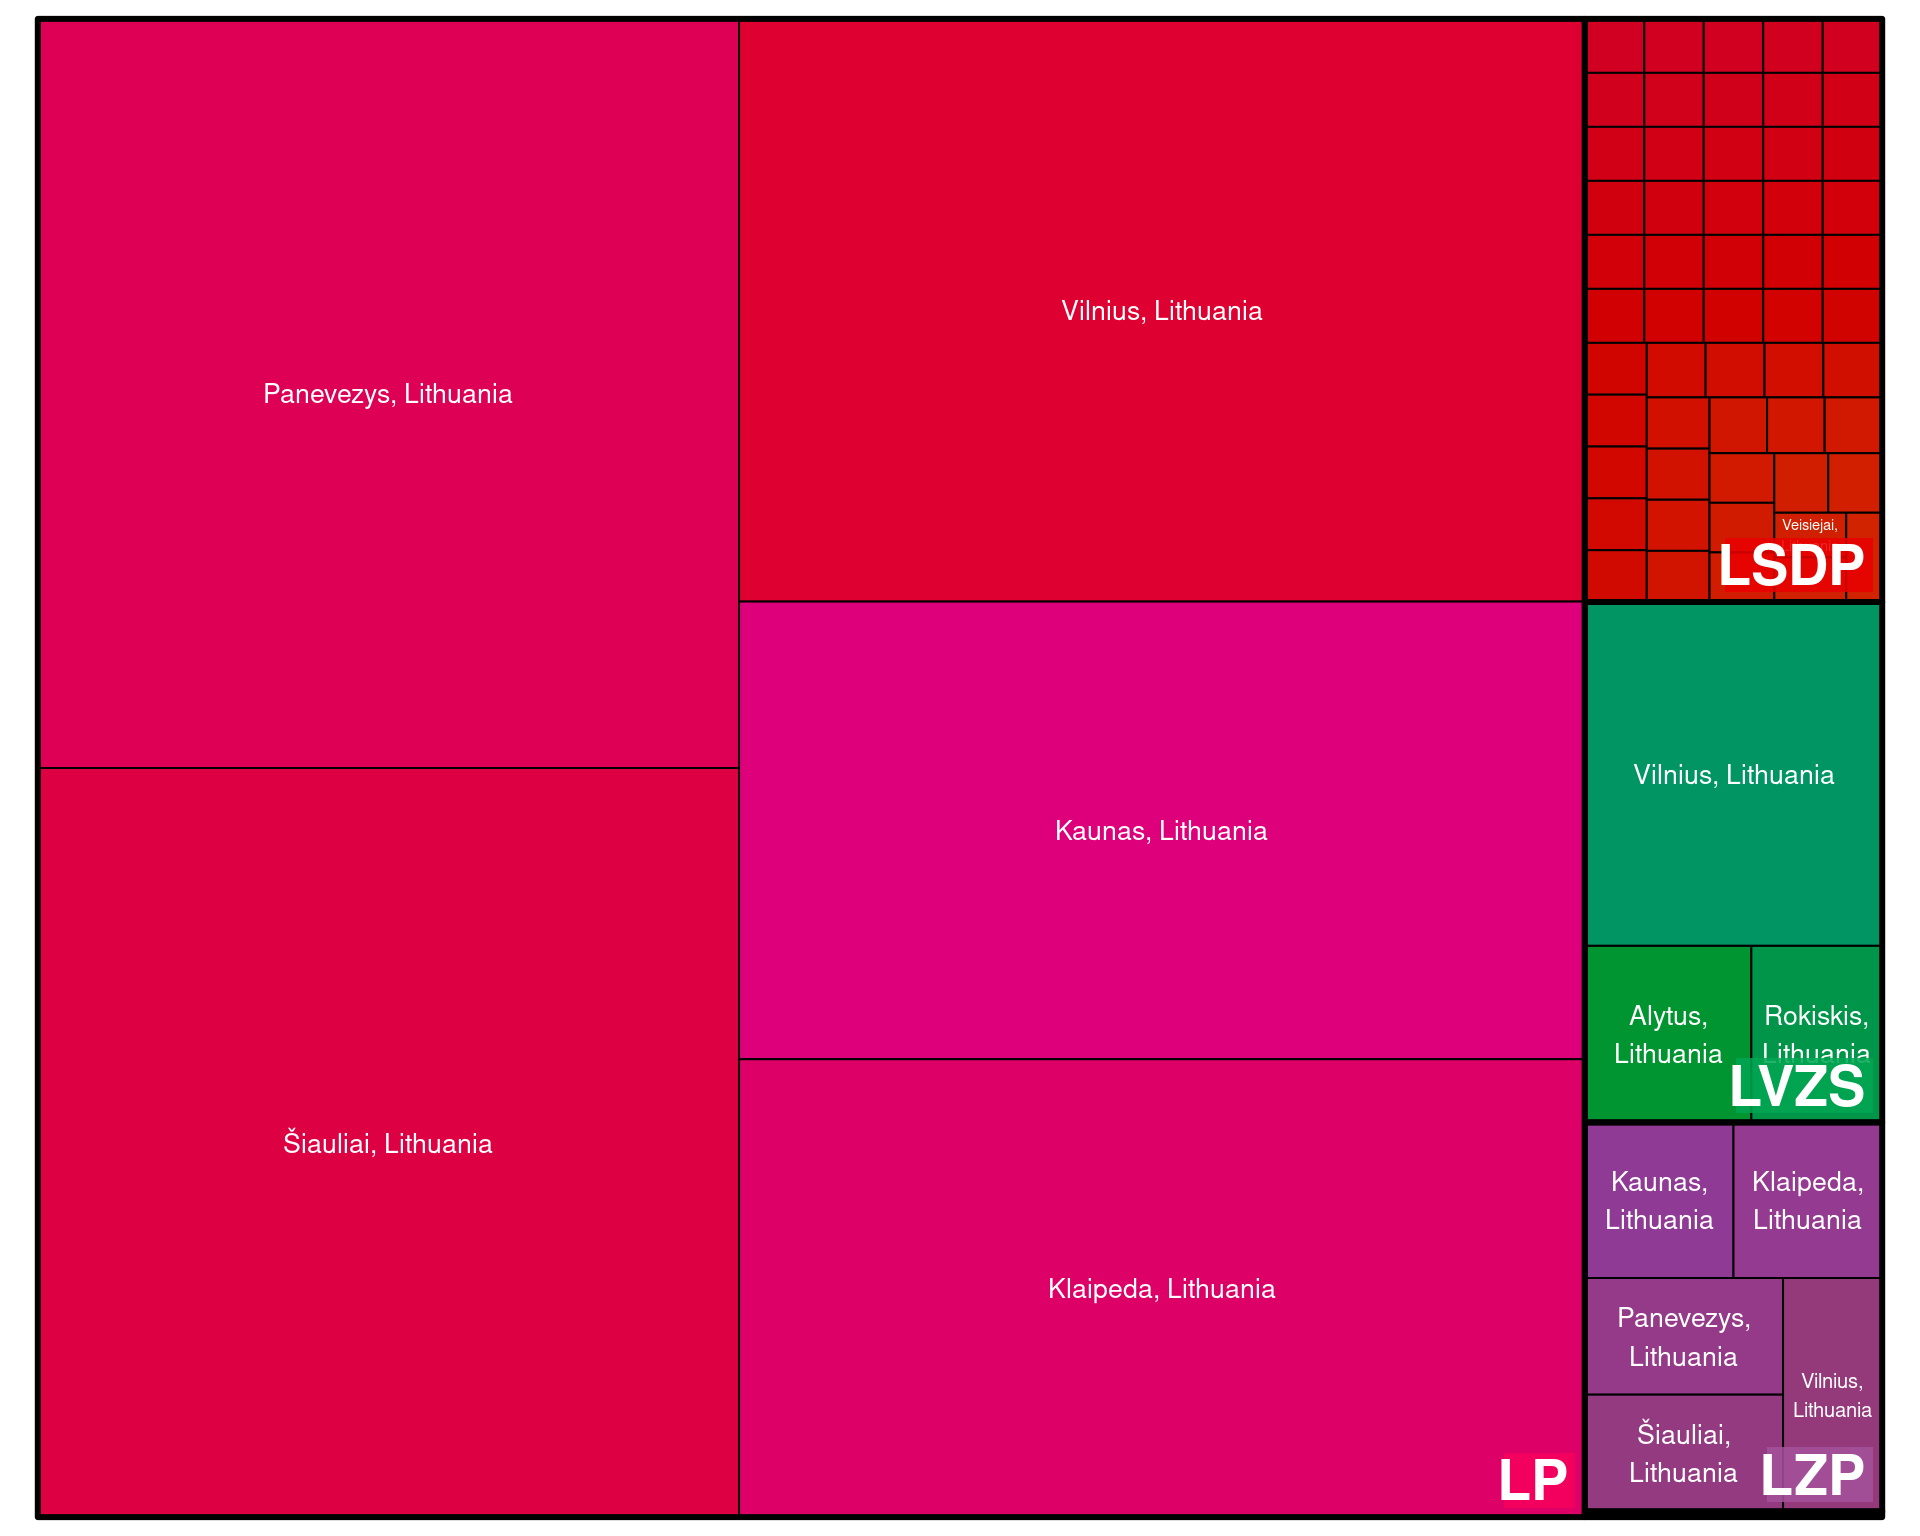 Panevezys, Lithuania
Šiauliai, Lithuania
Vilnius, Lithuania
Kaunas, Lithuania
Klaipeda, Lithuania
LP
Veisiejai,
LSDP
Vilnius, Lithuania
Alytus,
Lithuania
Rokiskis,
Lithuania
LVZS
Kaunas,
Lithuania
Klaipeda,
Lithuania
Panevezys,
Lithuania
Šiauliai,
Lithuania
Vilnius,
Lithuania
LZP